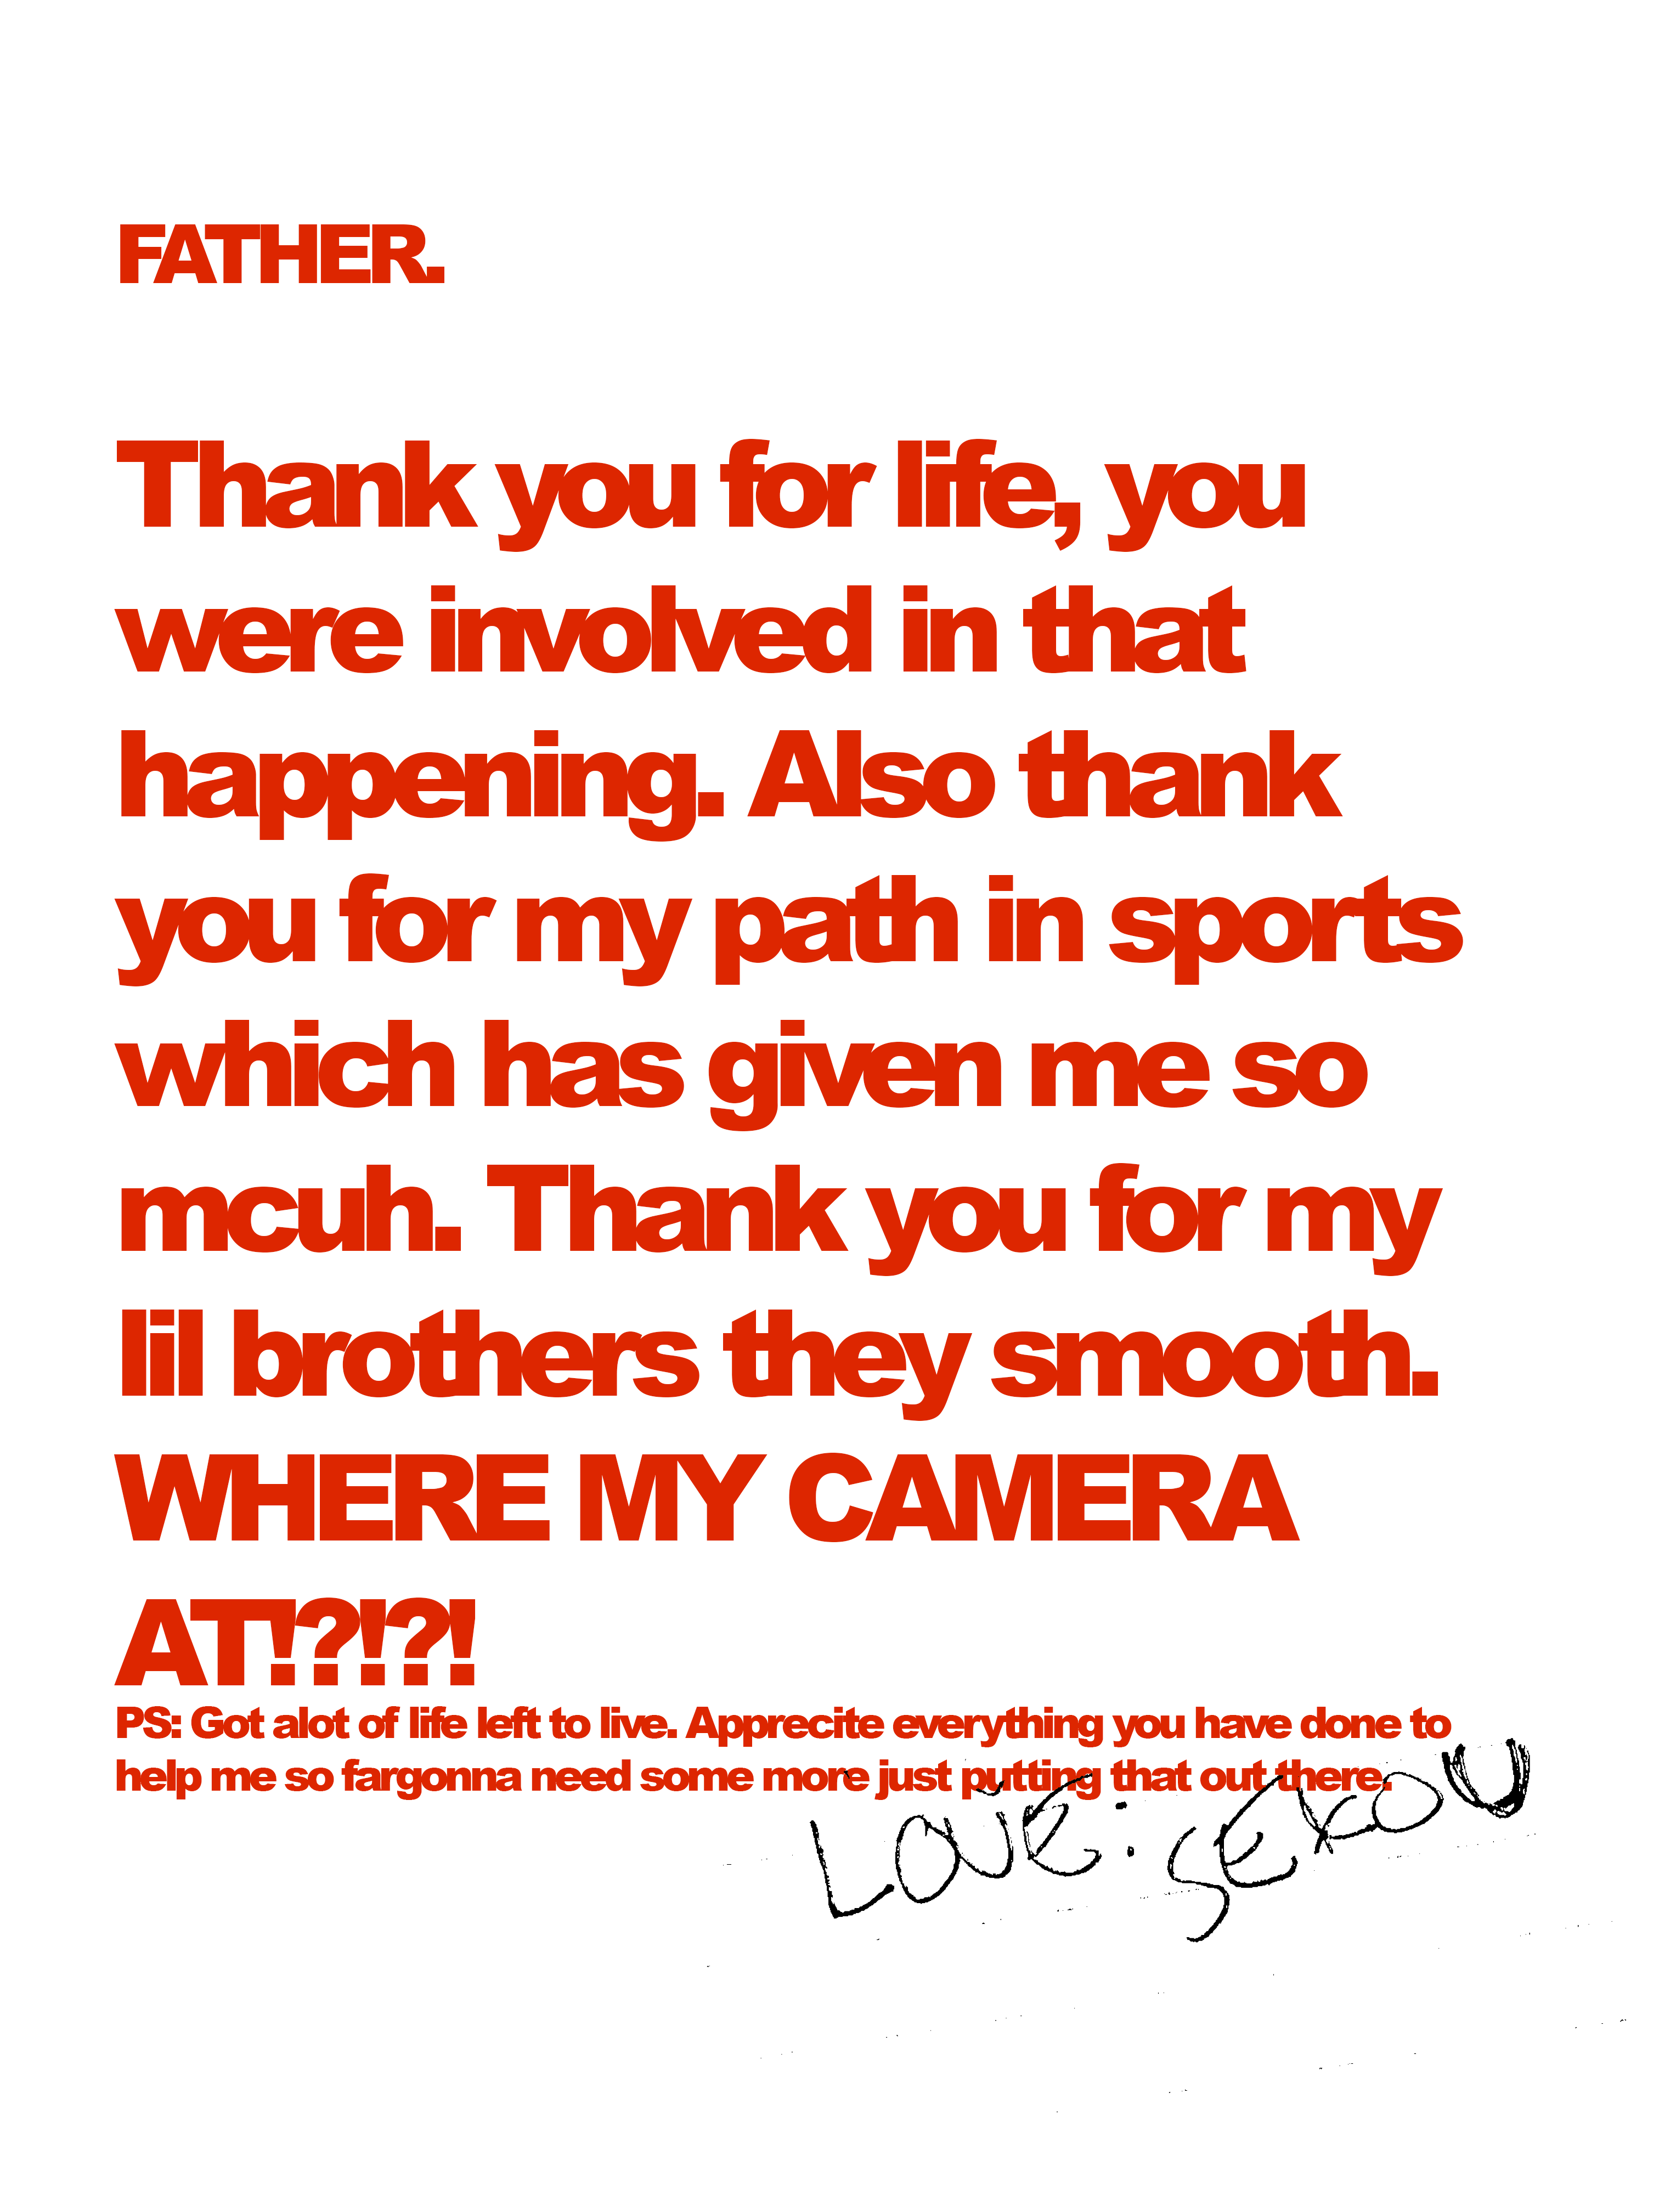 FATHER.
Thank you for life, you
were involved in that
happening. Also thank
you for my path in sports
which has given me so
mcuh. Thank you for my
lil brothers they smooth.
WHERE MY CAMERA
AT!?!?!
PS: Got alot of life left to live. Apprecite everything you have done to
help me so fargonna need some more just putting that out there.
LOVE: SEKOU